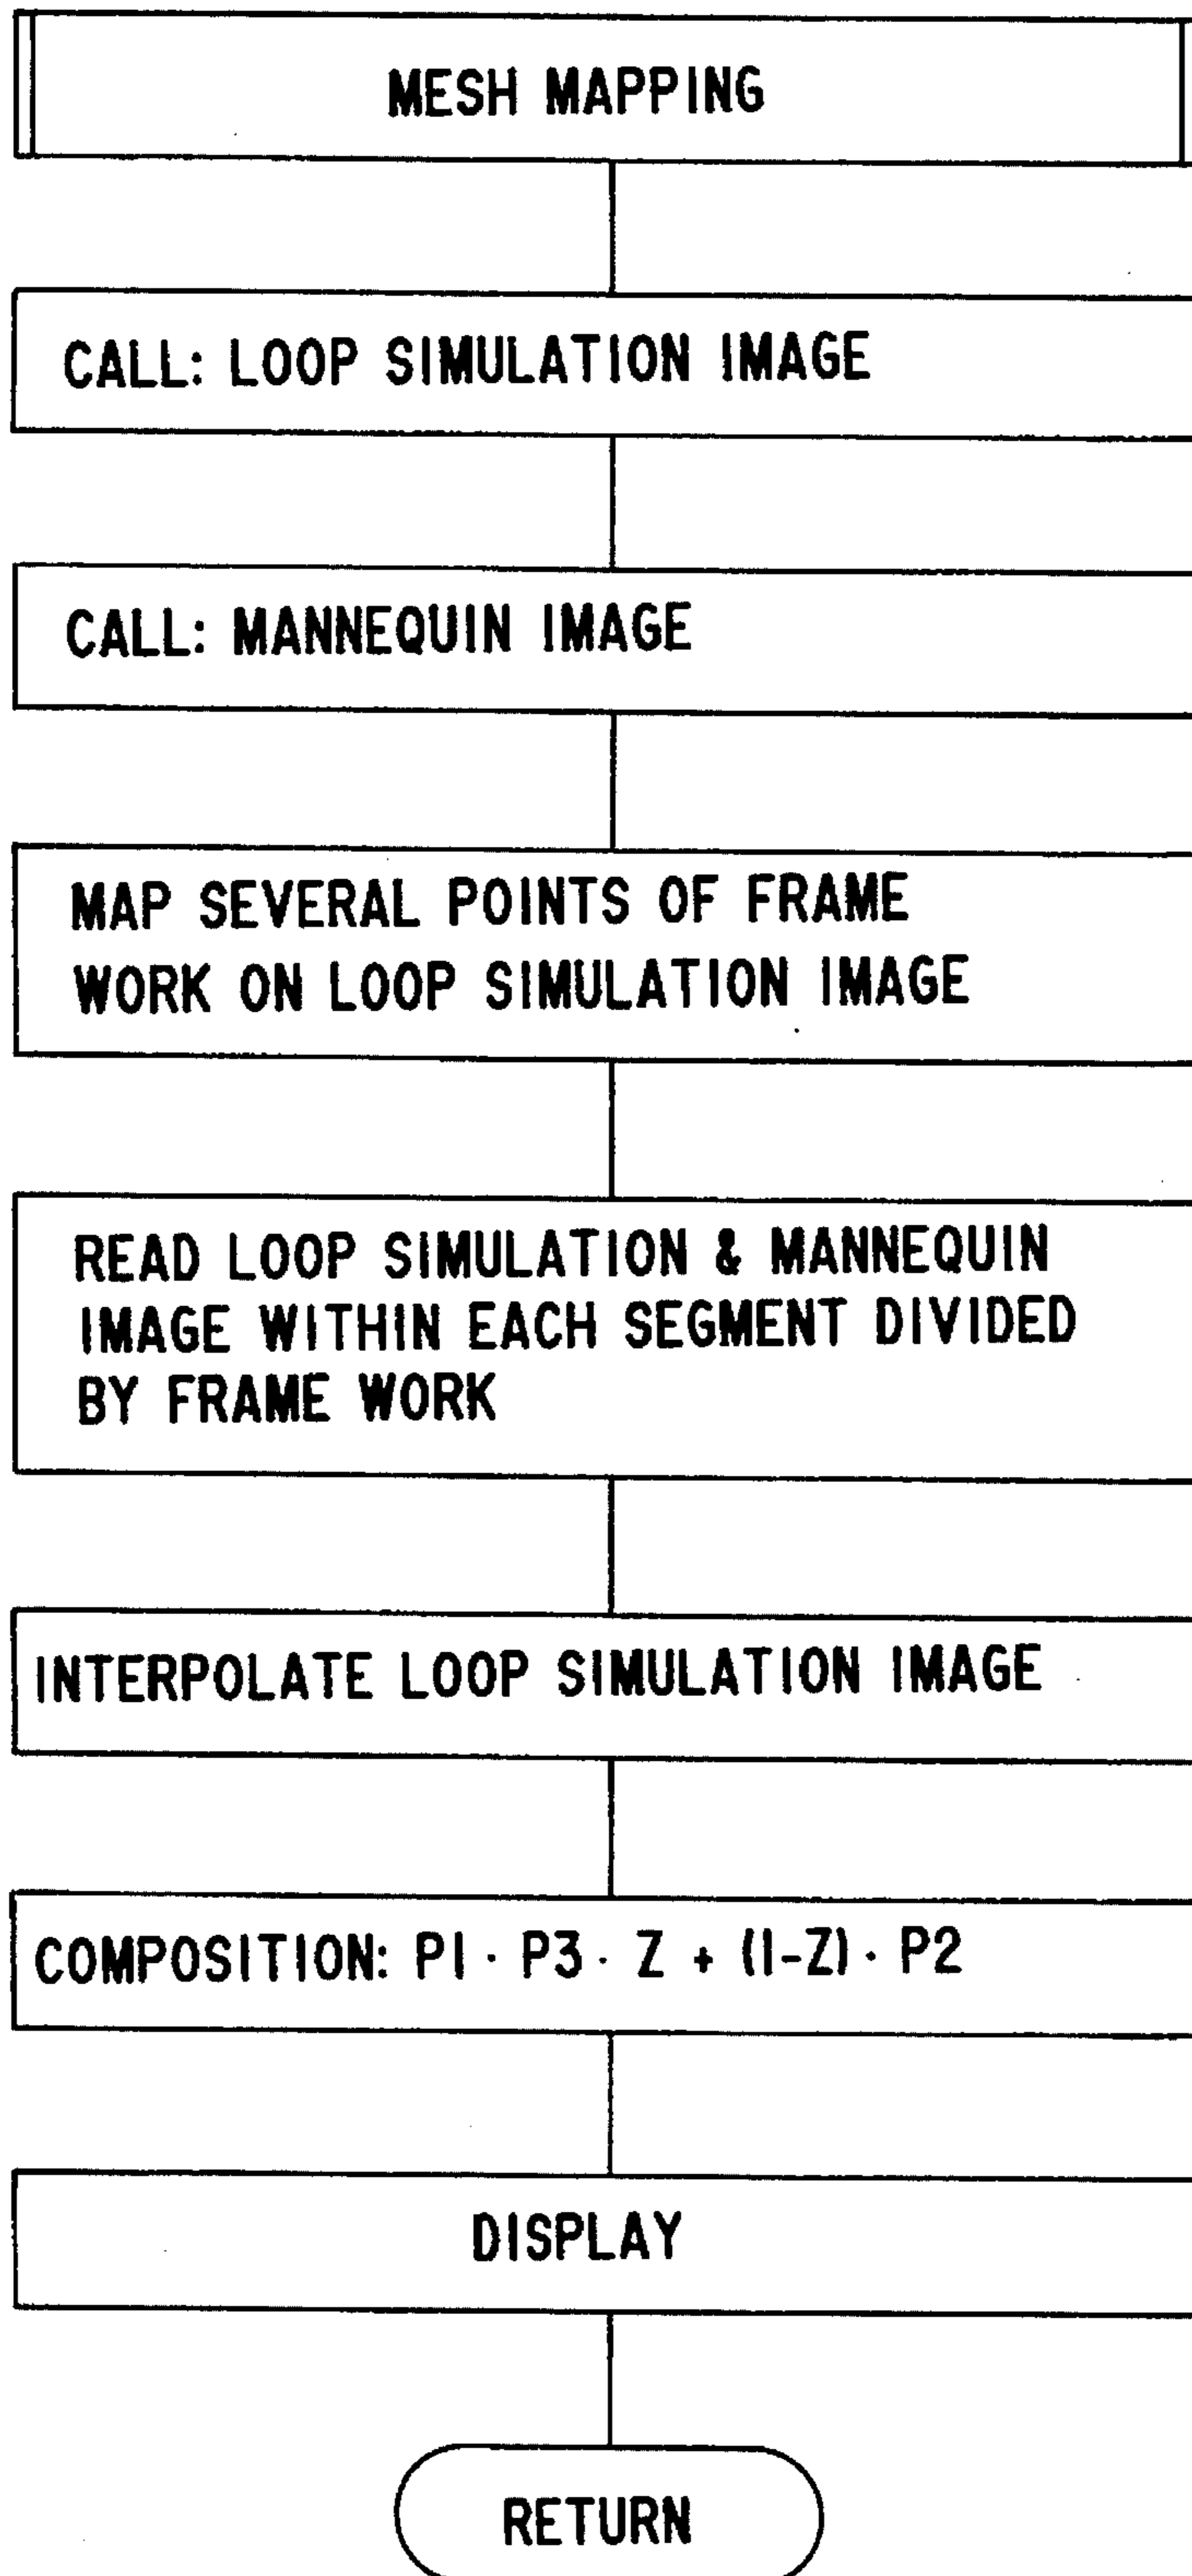 MESH MAPPING
CALL: LOOP SIMULATION IMAGE
CALL: MANNEQUIN IMAGE
MAP SEVERAL POINTS OF FRAME
WORK ON LOOP SIMULATION IMAGE
READ LOOP SIMULATION & MANNEQUIN
IMAGE WITHIN EACH SEGMENT DIVIDED
BY FRAME WORK
INTERPOLATE LOOP SIMULATION IMAGE
COMPOSITION: P1 · P3 · Z + (1-Z) · P2
DISPLAY
RETURN